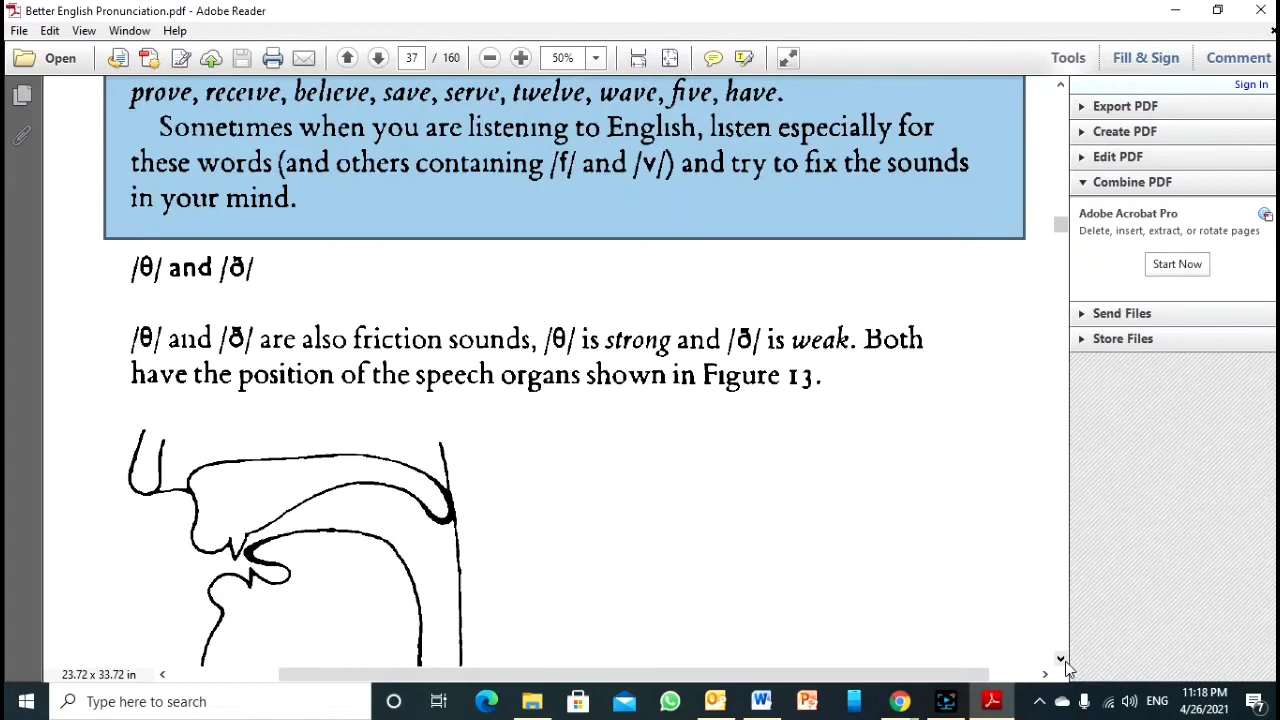 Better English Pronunciation.pdf - Adobe Reader
File Edit View Window Help
Open 37 / 160 50% Tools Fill & Sign Comment
Sign In
prove, receive, believe, save, serve, twelve, wave, five, have.
Sometimes when you are listening to English, listen especially for
these words (and others containing /f/ and /v/) and try to fix the sounds
in your mind.
/θ/ and /ð/
/θ/ and /ð/ are also friction sounds, /θ/ is strong and /ð/ is weak. Both
have the position of the speech organs shown in Figure 13.
Export PDF
Create PDF
Edit PDF
Combine PDF
Adobe Acrobat Pro
Delete, insert, extract, or rotate pages
Start Now
Send Files
Store Files
23.72 x 33.72 in
Type here to search
ENG
11:18 PM
4/26/2021
7